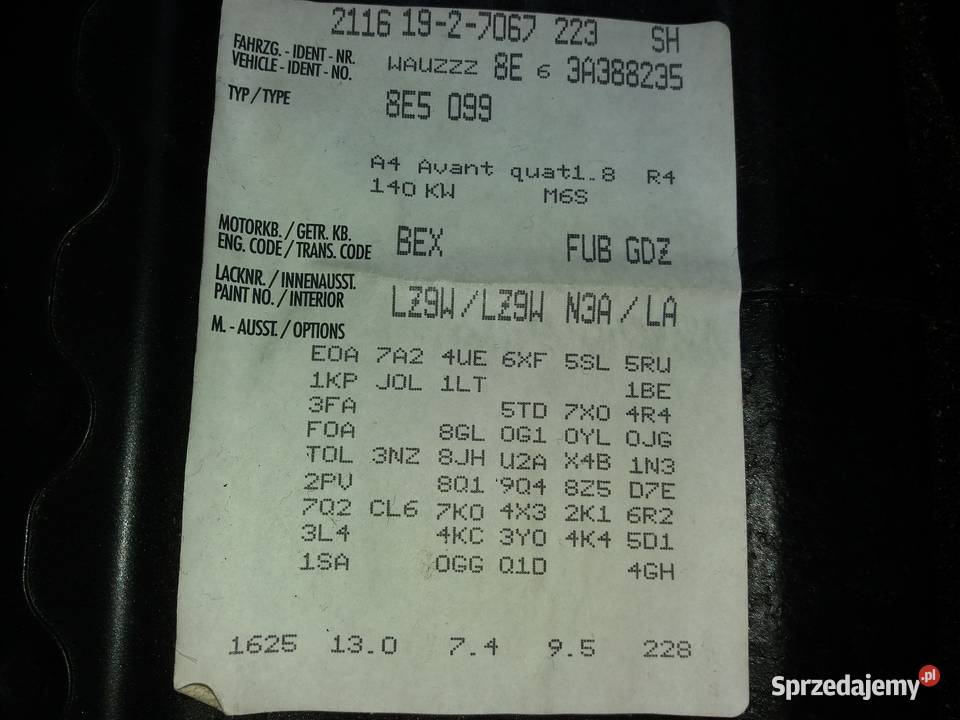 2116 19-2-7067 223 SH
FAHRZG. - IDENT - NR.
VEHICLE - IDENT - NO. WAUZZZ 8E 6 3A388235
TYP / TYPE 8E5 099
A4 Avant quat1.8 R4
140 KW M6S
MOTORKB. / GETR. KB.
ENG. CODE / TRANS. CODE BEX FUB GDZ
LACKNR. / INNENAUSST.
PAINT NO. / INTERIOR LZ9W / LZ9W N3A / LA
M. - AUSST. / OPTIONS
E0A 7A2 4UE 6XF 5SL 5RU
1KP J0L 1LT 1BE
3FA 5TD 7X0 4R4
F0A 8GL 0G1 0YL 0JG
T0L 3NZ 8JH U2A X4B 1N3
2PV 8Q1 9Q4 8Z5 D7E
7Q2 CL6 7K0 4X3 2K1 6R2
3L4 4KC 3Y0 4K4 5D1
1SA 0GG Q1D 4GH
1625 13.0 7.4 9.5 228
Sprzedajemy.pl